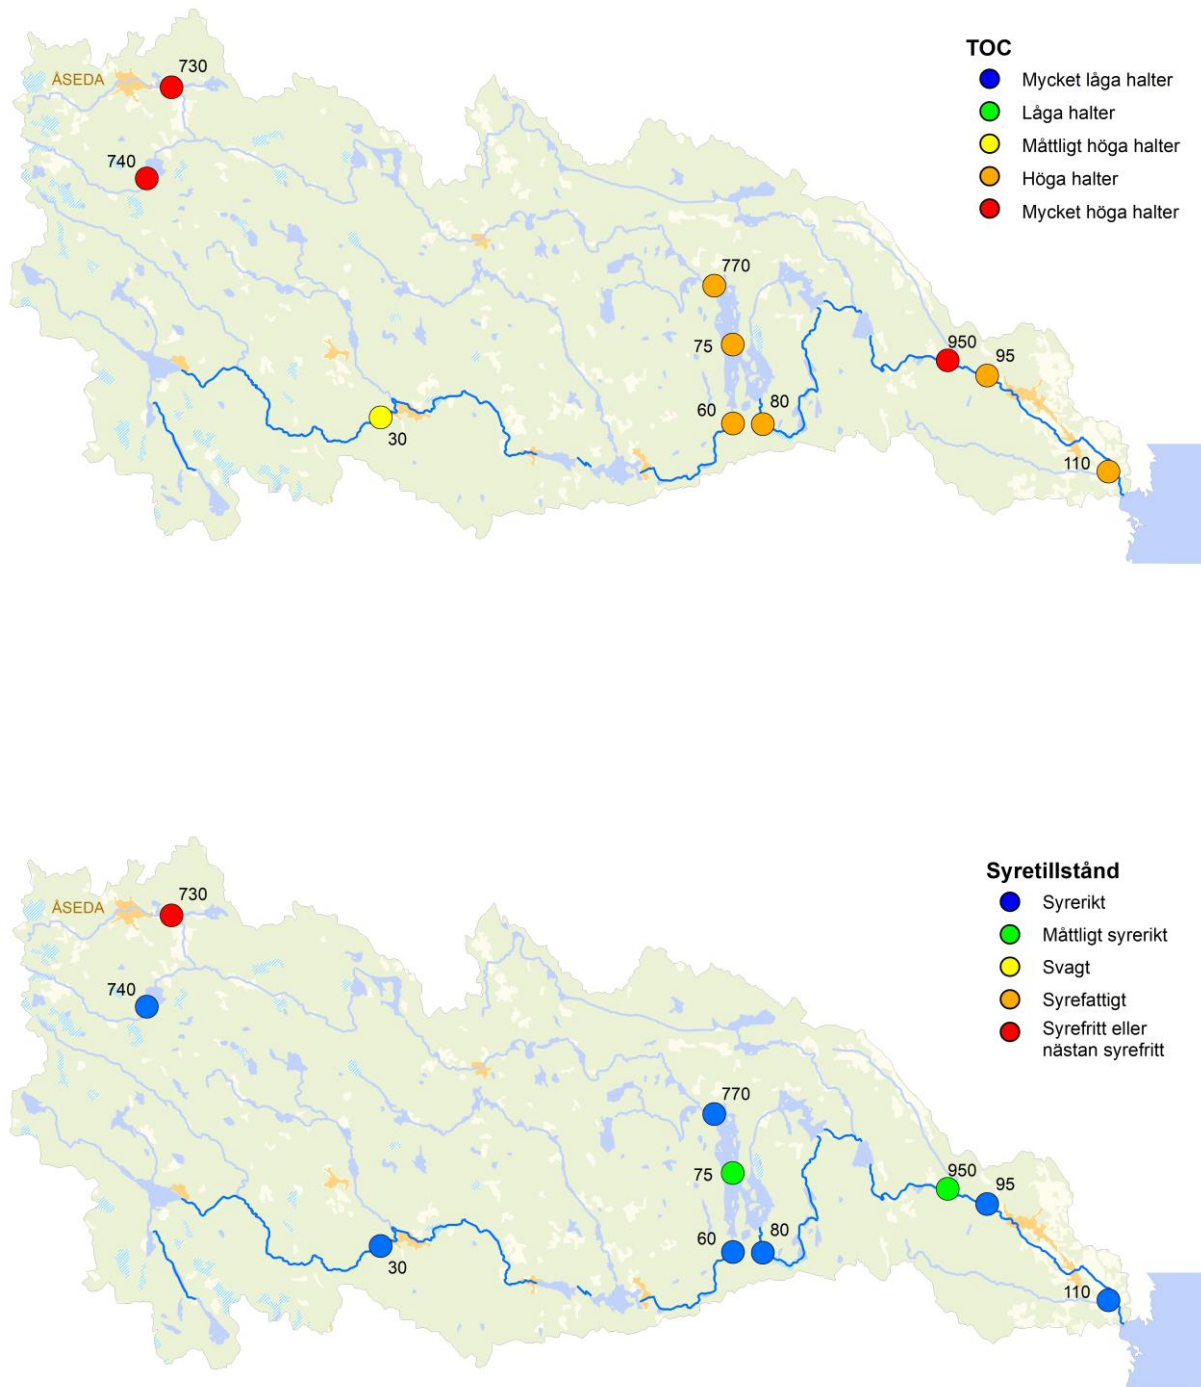 TOC
Mycket låga halter
Låga halter
Måttligt höga halter
Höga halter
Mycket höga halter
730
ÅSEDA
740
770
75
950
95
60
80
30
110
Syretillstånd
Syrerikt
Måttligt syrerikt
Svagt
Syrefattigt
Syrefritt eller
nästan syrefritt
730
ÅSEDA
740
770
75
950
95
60
80
30
110